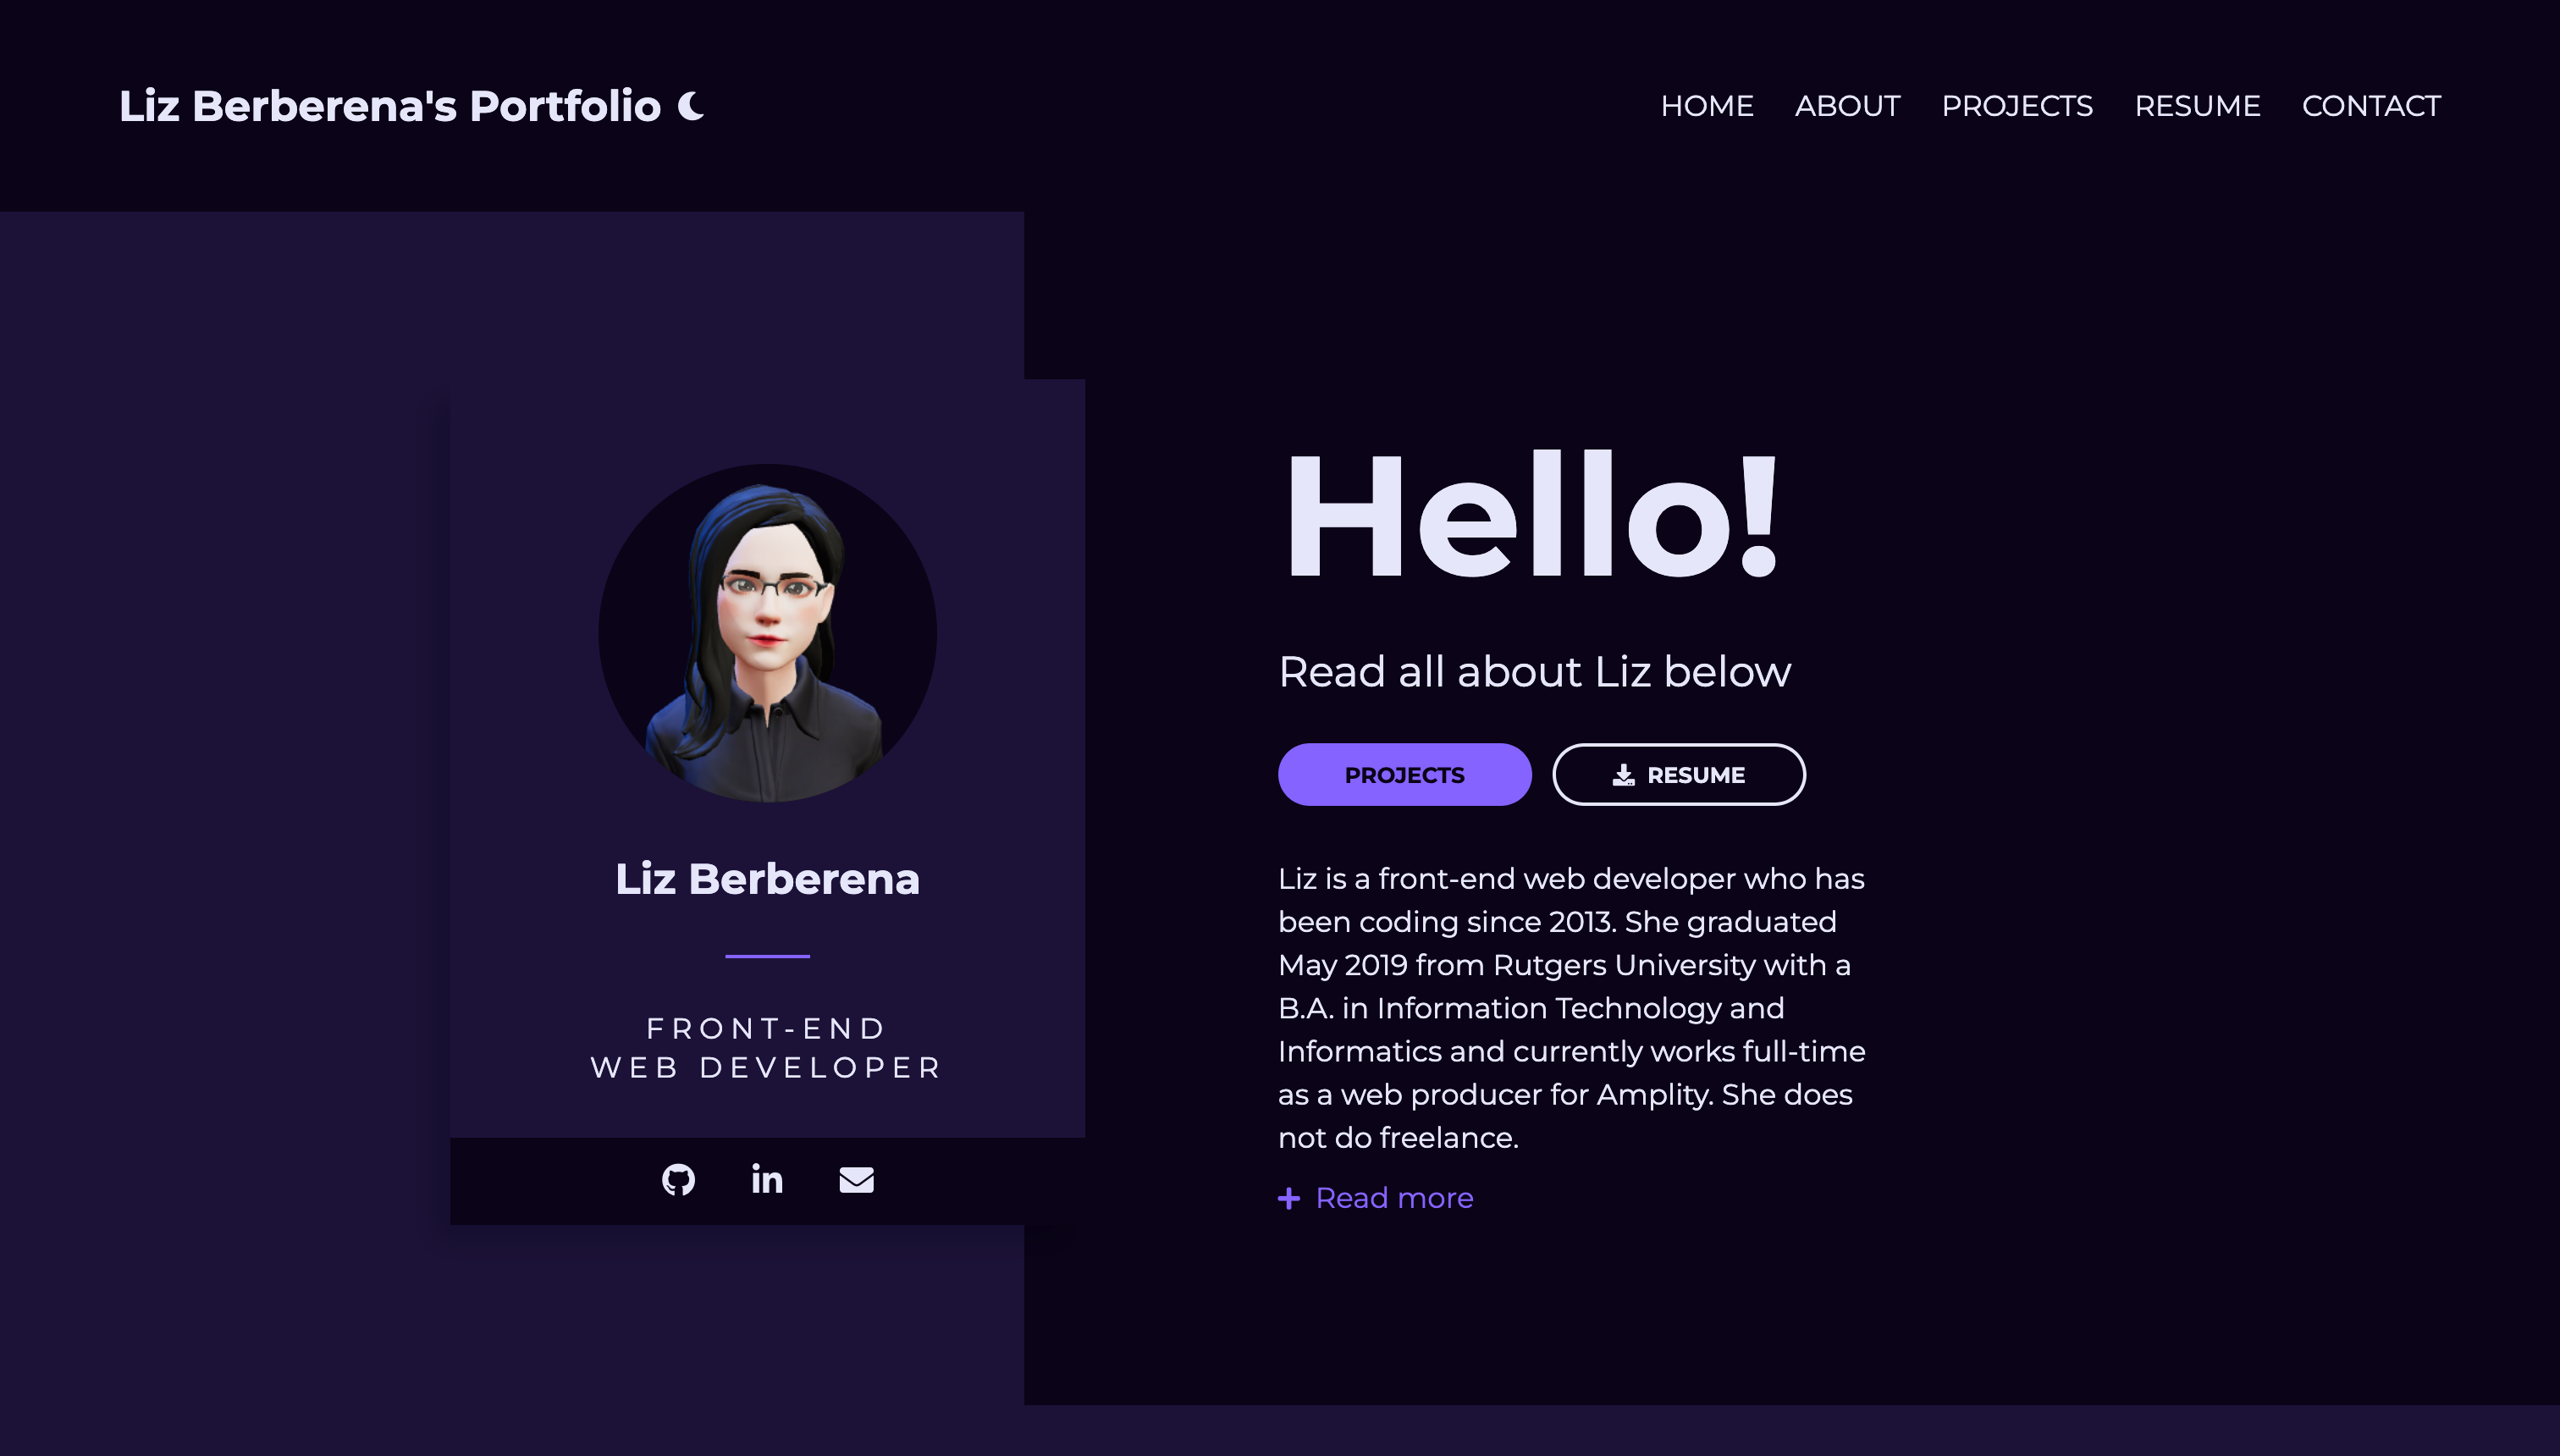 Liz Berberena's Portfolio
HOME ABOUT PROJECTS RESUME CONTACT
Liz Berberena
FRONT-END
WEB DEVELOPER
Hello!
Read all about Liz below
PROJECTS
RESUME
Liz is a front-end web developer who has
been coding since 2013. She graduated
May 2019 from Rutgers University with a
B.A. in Information Technology and
Informatics and currently works full-time
as a web producer for Amplity. She does
not do freelance.
Read more